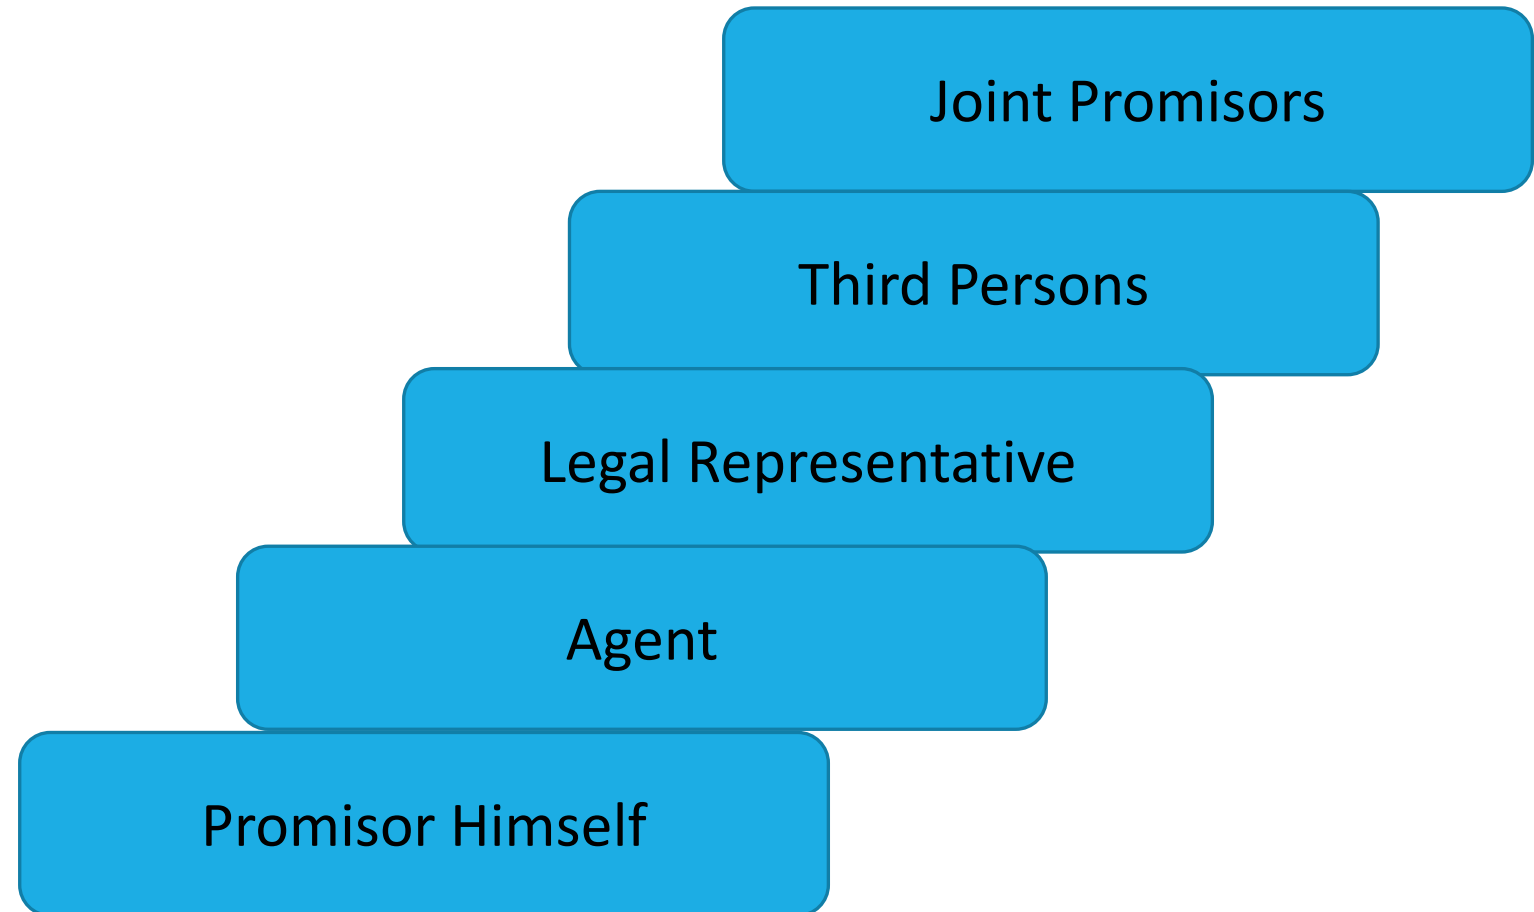 Joint Promisors
Third Persons
Legal Representative
Agent
Promisor Himself